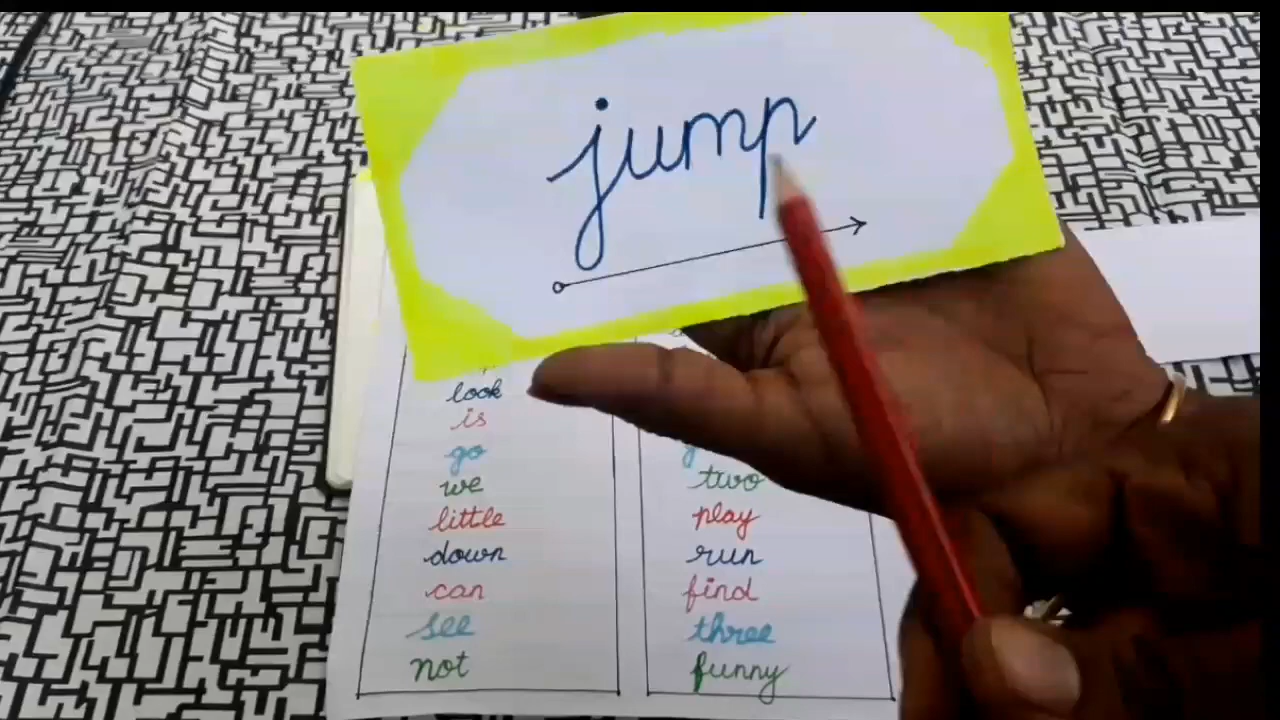 jump
look
is
go
we
little
down
can
see
not
two
play
run
find
three
funny